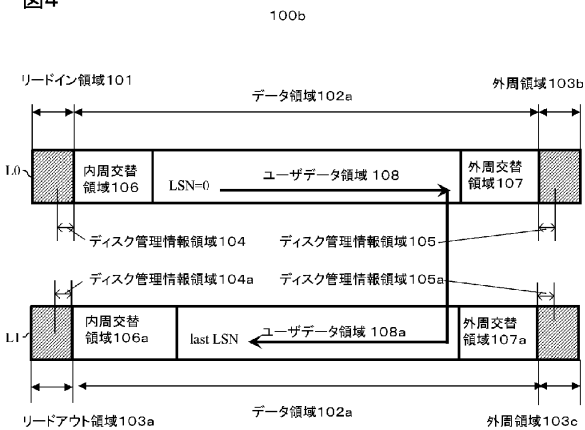 図4
100b
リードイン領域101
データ領域102a
外周領域103b
L0
内周交替
領域106
LSN=0
ユーザデータ領域 108
外周交替
領域107
ディスク管理情報領域104
ディスク管理情報領域105
ディスク管理情報領域104a
ディスク管理情報領域105a
L1
内周交替
領域106a
last LSN
ユーザデータ領域 108a
外周交替
領域107a
リードアウト領域103a
データ領域102a
外周領域103c